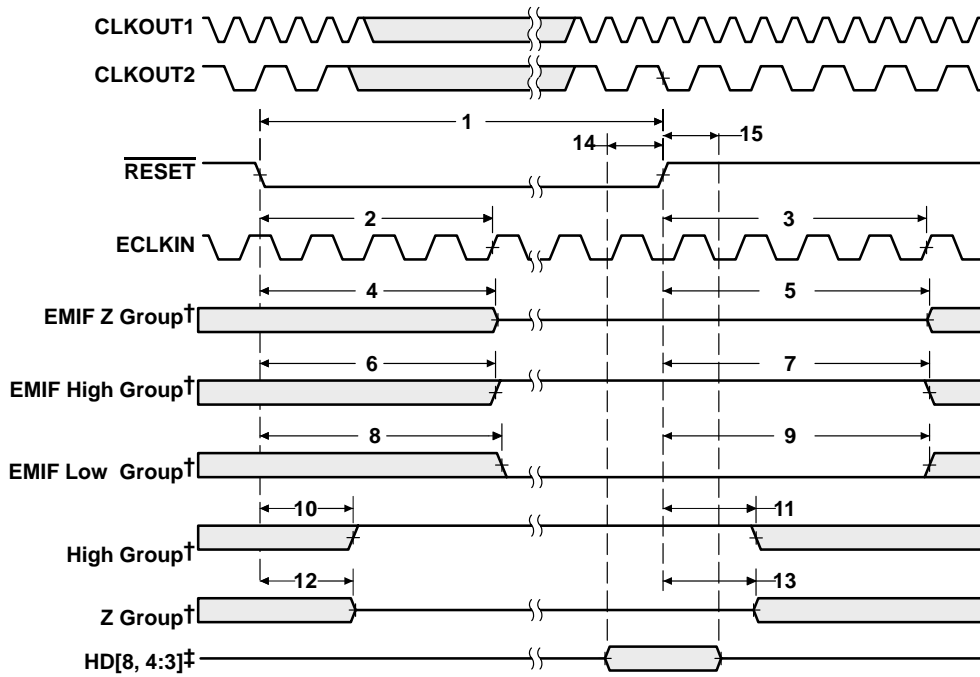 CLKOUT1
CLKOUT2
1
14
15
RESET
2
3
ECLKIN
4
5
EMIF Z Group†
6
7
EMIF High Group†
8
9
EMIF Low Group†
10
11
High Group†
12
13
Z Group†
HD[8, 4:3]‡